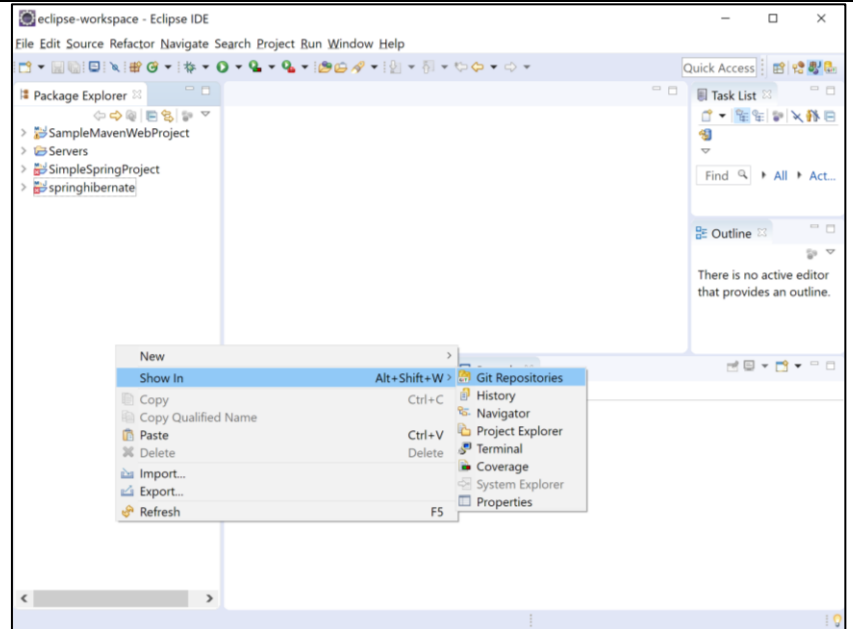 eclipse-workspace - Eclipse IDE
File Edit Source Refactor Navigate Search Project Run Window Help
Quick Access
Package Explorer
SampleMavenWebProject
Servers
SimpleSpringProject
springhibernate
Task List
Find All Act...
Outline
There is no active editor
that provides an outline.
New
Show In Alt+Shift+W
Copy Ctrl+C
Copy Qualified Name
Paste Ctrl+V
Delete Delete
Import...
Export...
Refresh F5
Git Repositories
History
Navigator
Project Explorer
Terminal
Coverage
System Explorer
Properties